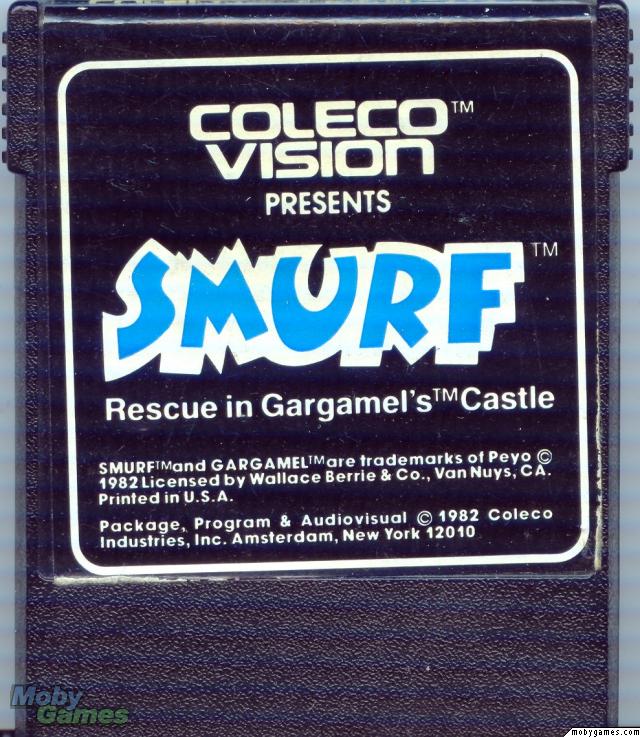 COLECO™
VISION
PRESENTS
SMURF™
Rescue in Gargamel's™ Castle
SMURF™and GARGAMEL™are trademarks of Peyo ©
1982 Licensed by Wallace Berrie & Co., Van Nuys, CA.
Printed in U.S.A.
Package, Program & Audiovisual © 1982 Coleco
Industries, Inc. Amsterdam, New York 12010
Moby
Games
mobygames.com